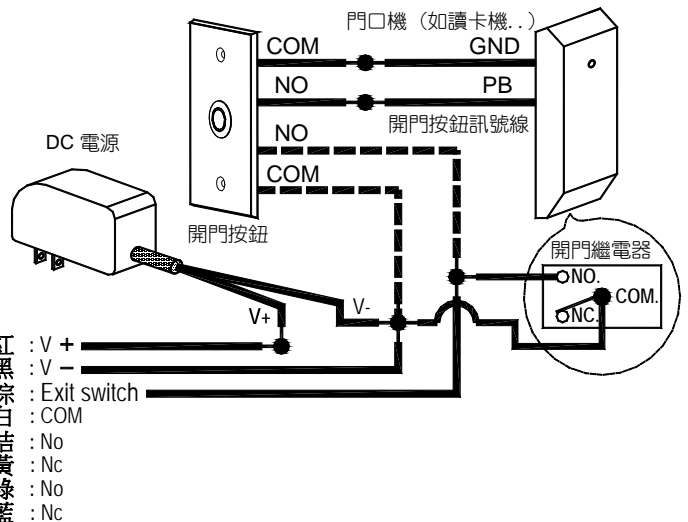 門口機（如讀卡機..）
COM
GND
NO
PB
開門按鈕訊號線
NO
DC 電源
COM
開門按鈕
開門繼電器
NO.
COM.
NC.
V-
V+
紅 : V +
黑 : V −
棕 : Exit switch
白 : COM
桔 : No
黃 : Nc
綠 : No
藍 : Nc